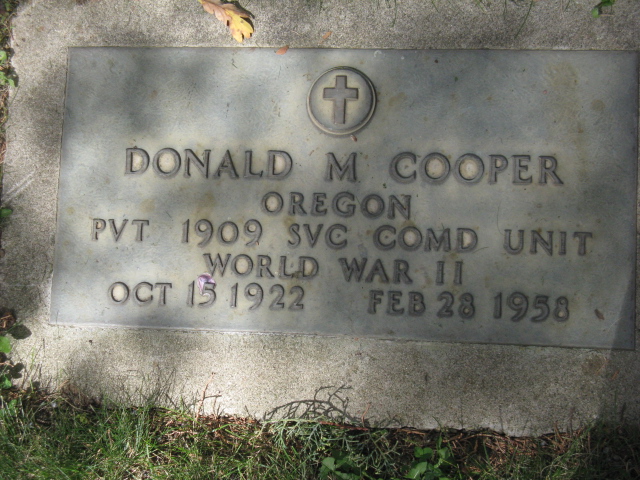 DONALD M COOPER
OREGON
PVT 1909 SVC COMD UNIT
WORLD WAR II
OCT 15 1922 FEB 28 1958